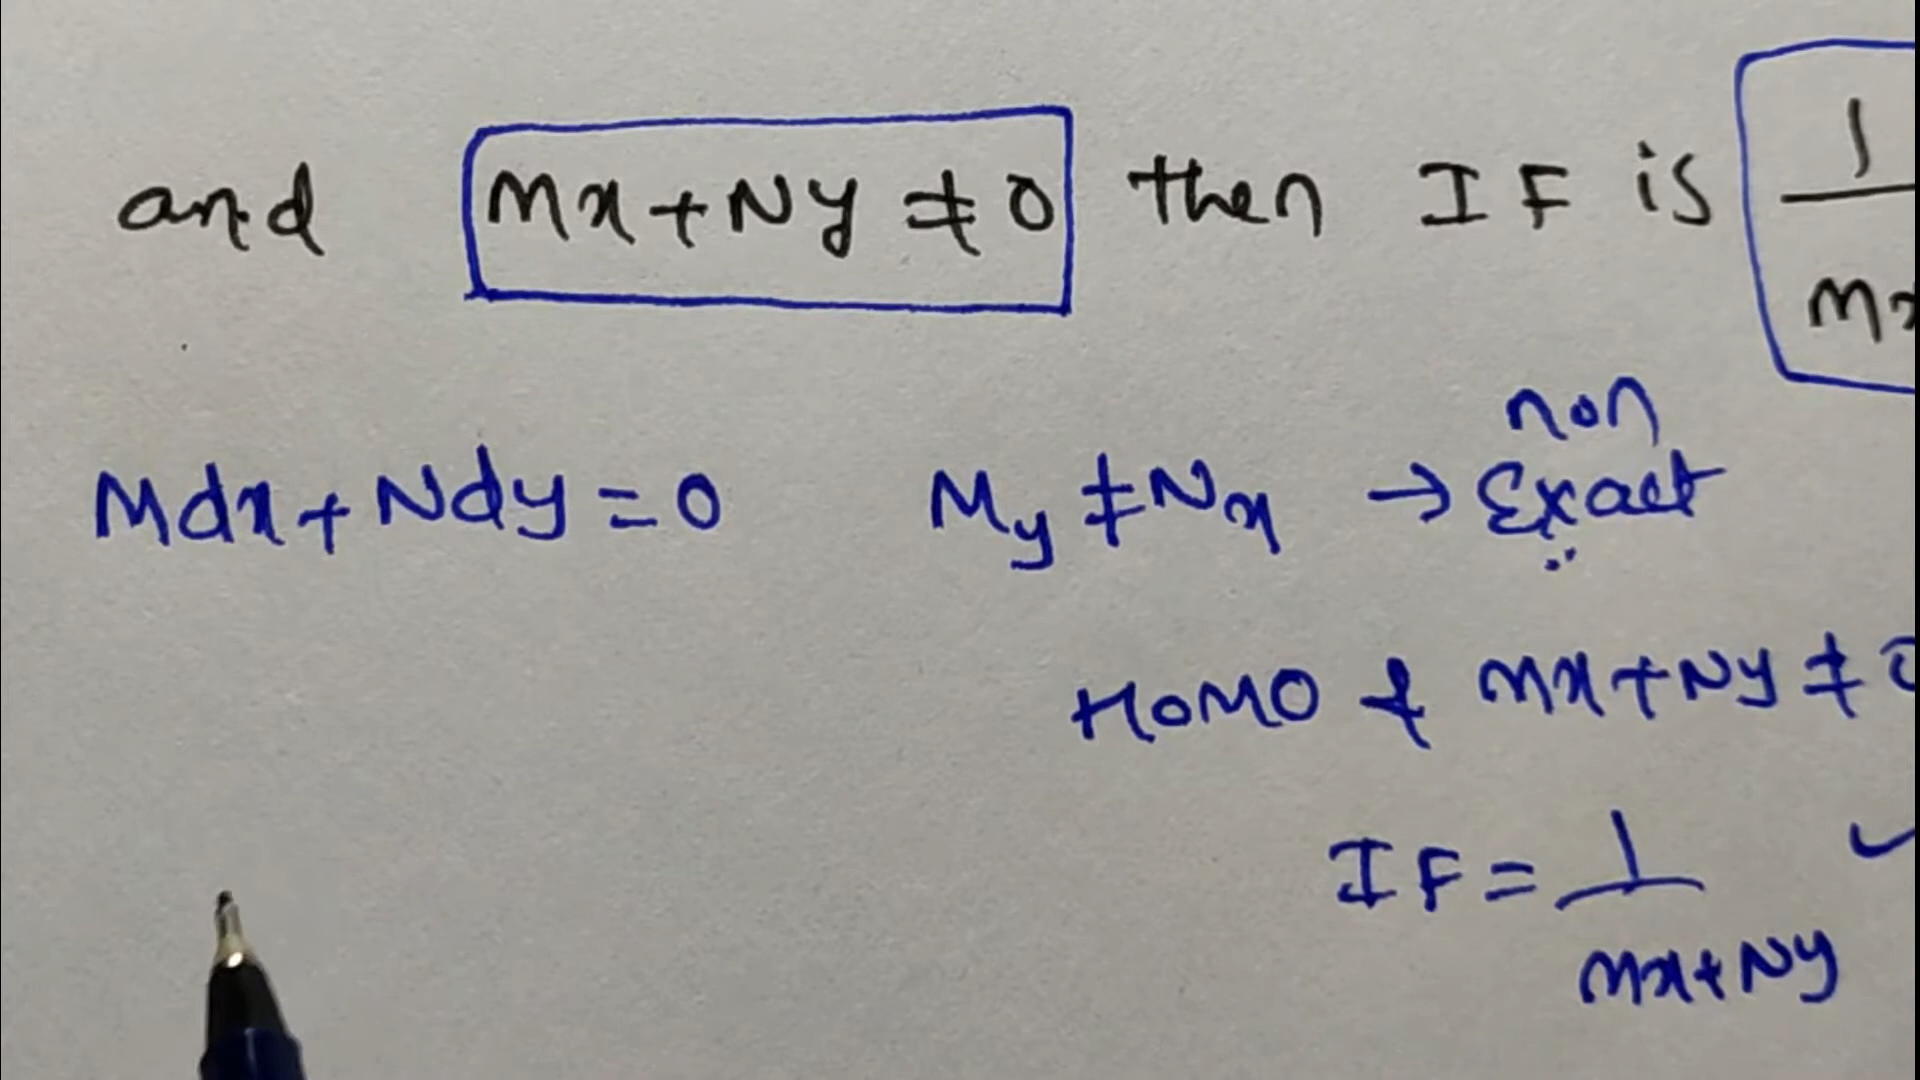 and Mx+Ny ≠ 0 then IF is 1/Mx
Mdx+Ndy=0 My ≠ Nx → non Exact
HOMO & Mx+Ny ≠ 0
IF = 1/Mx+Ny ✓